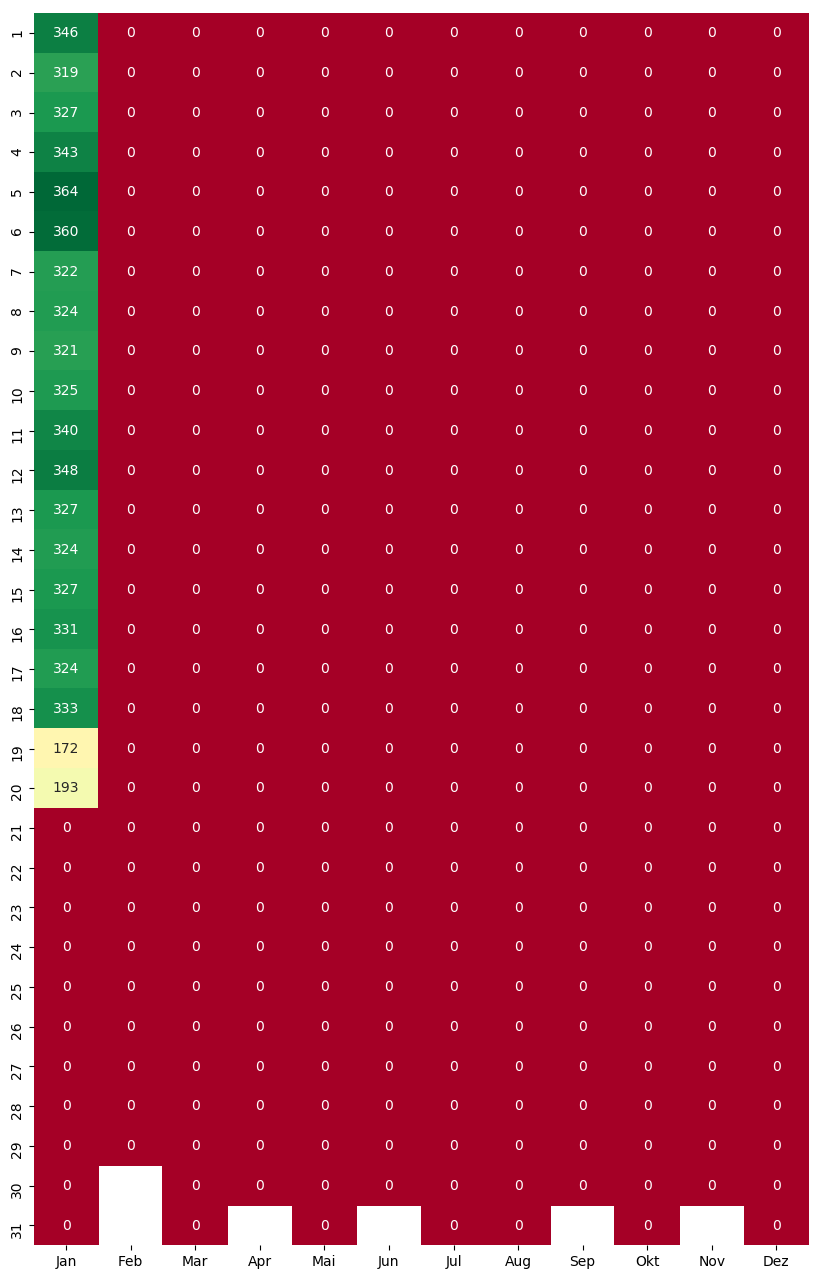 1 346 0 0 0 0 0 0 0 0 0 0 0
2 319 0 0 0 0 0 0 0 0 0 0 0
3 327 0 0 0 0 0 0 0 0 0 0 0
4 343 0 0 0 0 0 0 0 0 0 0 0
5 364 0 0 0 0 0 0 0 0 0 0 0
6 360 0 0 0 0 0 0 0 0 0 0 0
7 322 0 0 0 0 0 0 0 0 0 0 0
8 324 0 0 0 0 0 0 0 0 0 0 0
9 321 0 0 0 0 0 0 0 0 0 0 0
10 325 0 0 0 0 0 0 0 0 0 0 0
11 340 0 0 0 0 0 0 0 0 0 0 0
12 348 0 0 0 0 0 0 0 0 0 0 0
13 327 0 0 0 0 0 0 0 0 0 0 0
14 324 0 0 0 0 0 0 0 0 0 0 0
15 327 0 0 0 0 0 0 0 0 0 0 0
16 331 0 0 0 0 0 0 0 0 0 0 0
17 324 0 0 0 0 0 0 0 0 0 0 0
18 333 0 0 0 0 0 0 0 0 0 0 0
19 172 0 0 0 0 0 0 0 0 0 0 0
20 193 0 0 0 0 0 0 0 0 0 0 0
21 0 0 0 0 0 0 0 0 0 0 0 0
22 0 0 0 0 0 0 0 0 0 0 0 0
23 0 0 0 0 0 0 0 0 0 0 0 0
24 0 0 0 0 0 0 0 0 0 0 0 0
25 0 0 0 0 0 0 0 0 0 0 0 0
26 0 0 0 0 0 0 0 0 0 0 0 0
27 0 0 0 0 0 0 0 0 0 0 0 0
28 0 0 0 0 0 0 0 0 0 0 0 0
29 0 0 0 0 0 0 0 0 0 0 0 0
30 0 0 0 0 0 0 0 0 0 0 0
31 0 0 0 0 0 0 0
Jan Feb Mar Apr Mai Jun Jul Aug Sep Okt Nov Dez